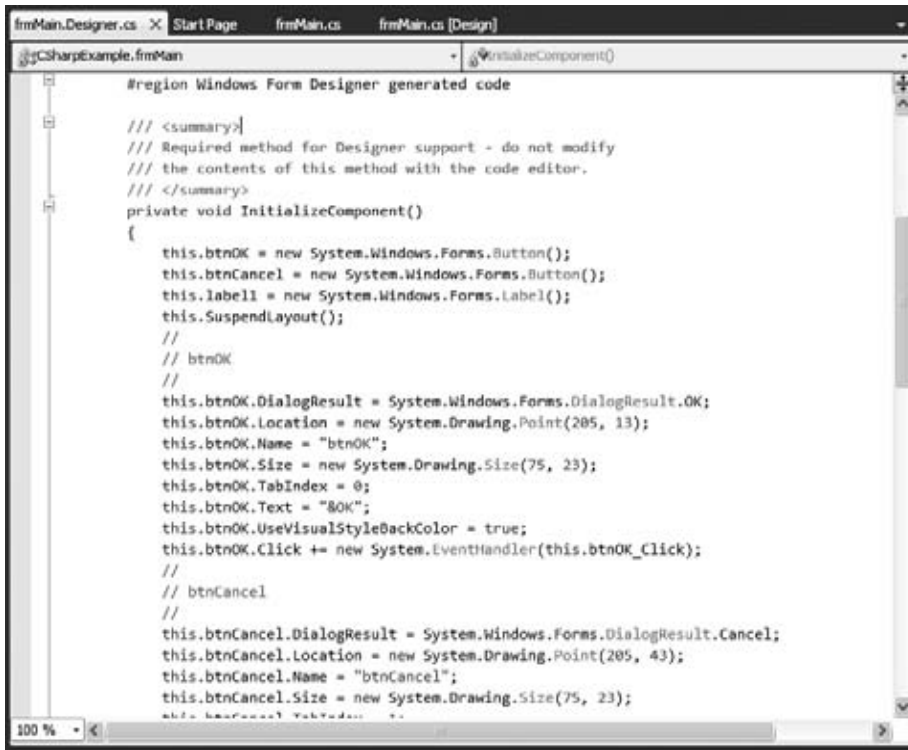 frmMain.Designer.cs X Start Page frmMain.cs frmMain.cs [Design]
CSharpExample.frmMain InitializeComponent()
#region Windows Form Designer generated code
/// <summary>
/// Required method for Designer support - do not modify
/// the contents of this method with the code editor.
/// </summary>
private void InitializeComponent()
{
this.btnOK = new System.Windows.Forms.Button();
this.btnCancel = new System.Windows.Forms.Button();
this.label1 = new System.Windows.Forms.Label();
this.SuspendLayout();
//
// btnOK
//
this.btnOK.DialogResult = System.Windows.Forms.DialogResult.OK;
this.btnOK.Location = new System.Drawing.Point(205, 13);
this.btnOK.Name = "btnOK";
this.btnOK.Size = new System.Drawing.Size(75, 23);
this.btnOK.TabIndex = 0;
this.btnOK.Text = "&OK";
this.btnOK.UseVisualStyleBackColor = true;
this.btnOK.Click += new System.EventHandler(this.btnOK_Click);
//
// btnCancel
//
this.btnCancel.DialogResult = System.Windows.Forms.DialogResult.Cancel;
this.btnCancel.Location = new System.Drawing.Point(205, 43);
this.btnCancel.Name = "btnCancel";
this.btnCancel.Size = new System.Drawing.Size(75, 23);
100 %